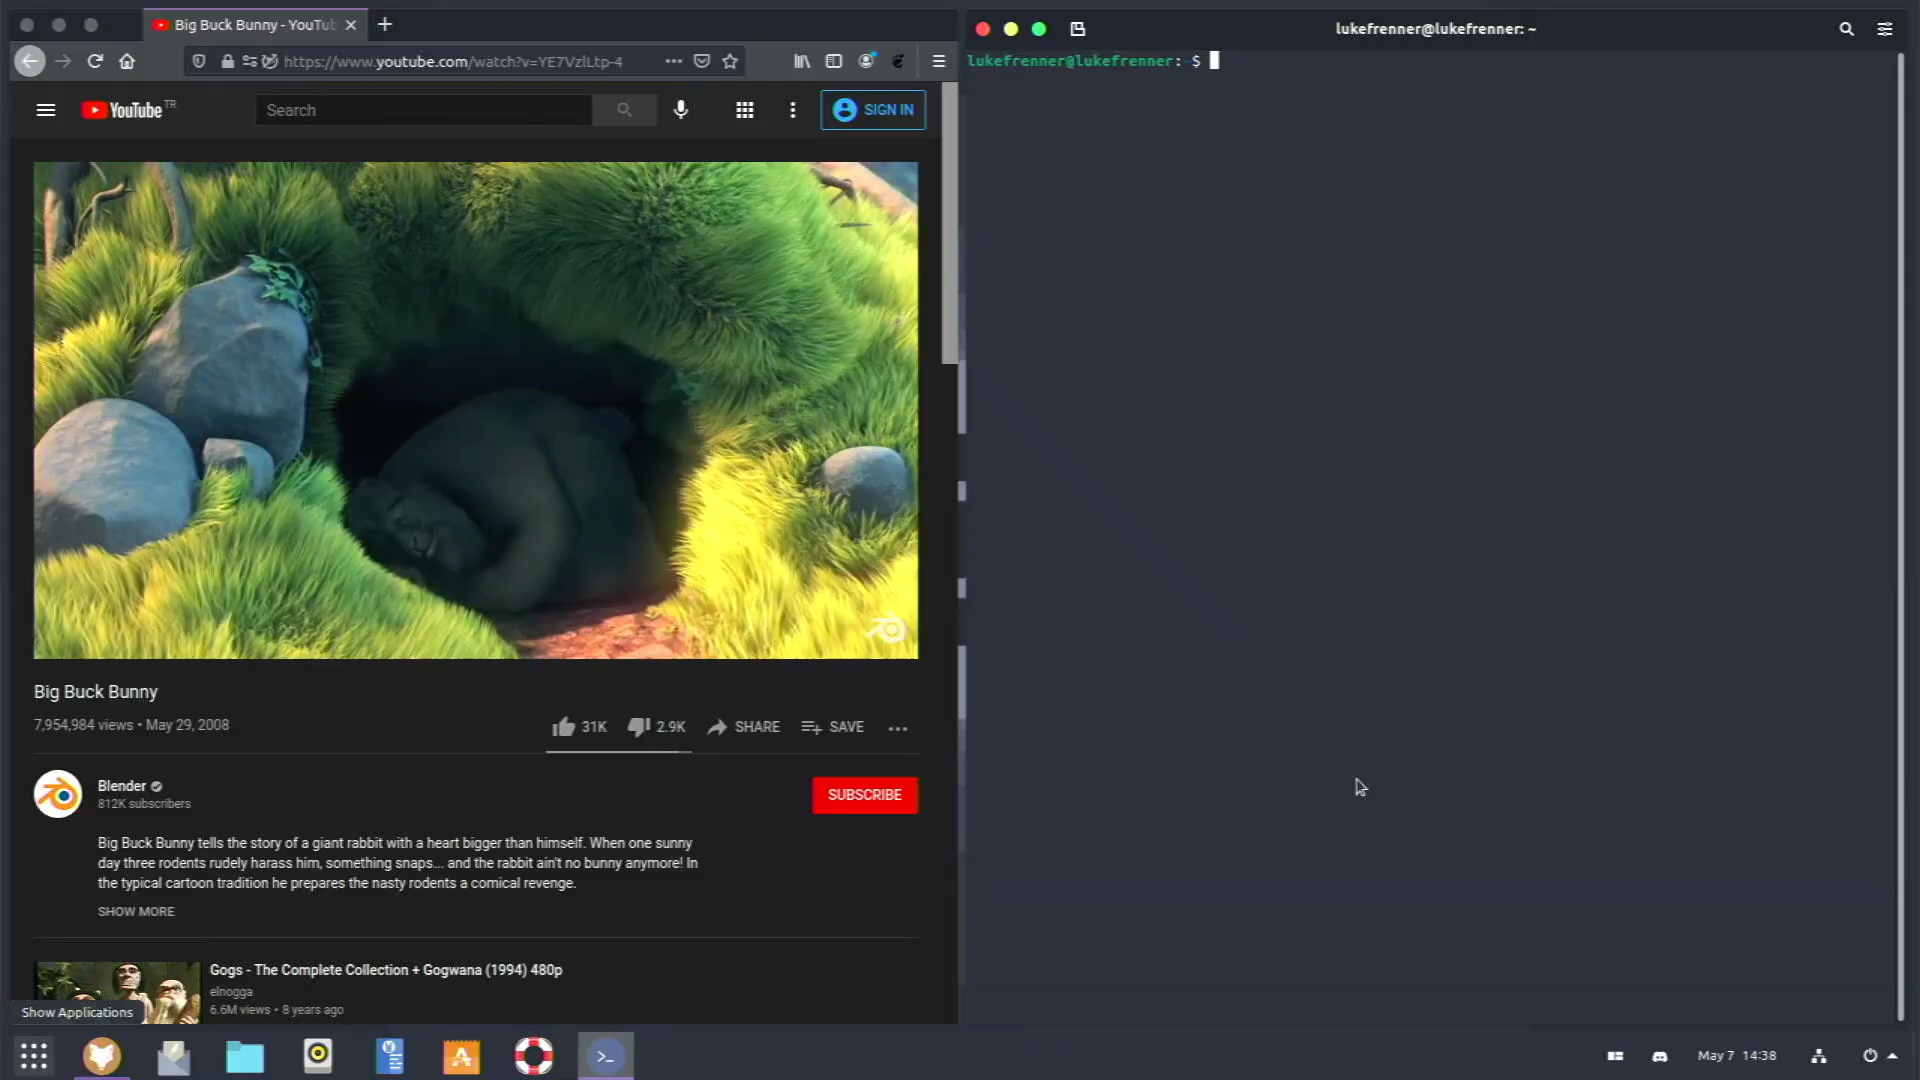 Big Buck Bunny - YouTub
https://www.youtube.com/watch?v=YE7VzlLtp-4
YouTube TR
Search
SIGN IN
Big Buck Bunny
7,954,984 views • May 29, 2008
31K
2.9K
SHARE
SAVE
Blender
812K subscribers
SUBSCRIBE
Big Buck Bunny tells the story of a giant rabbit with a heart bigger than himself. When one sunny
day three rodents rudely harass him, something snaps... and the rabbit ain't no bunny anymore! In
the typical cartoon tradition he prepares the nasty rodents a comical revenge.
SHOW MORE
Gogs - The Complete Collection + Gogwana (1994) 480p
elnogga
6.6M views • 8 years ago
Show Applications
lukefrenner@lukefrenner: ~
lukefrenner@lukefrenner: $
May 7 14:38